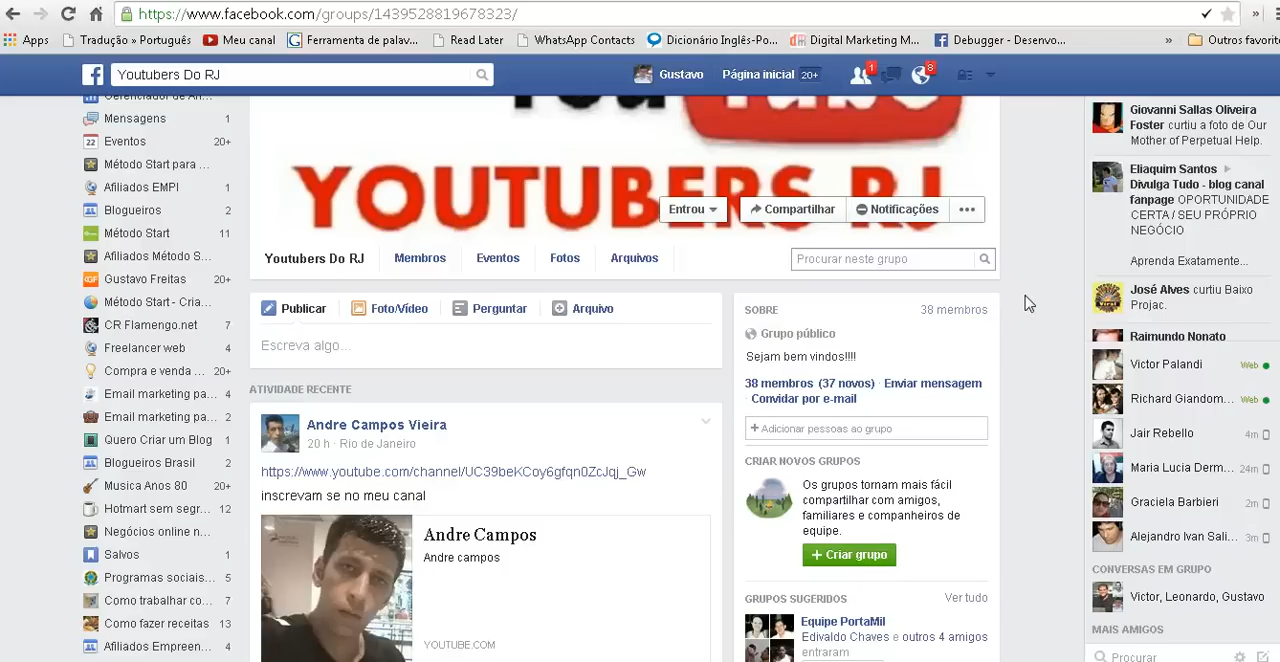 https://www.facebook.com/groups/1439528819678323/
Apps
Tradução » Português
Meu canal
Ferramenta de palav...
Read Later
WhatsApp Contacts
Dicionário Inglês-Po...
Digital Marketing M...
Debugger - Desenvo...
»
Outros favorit
Youtubers Do RJ
Gustavo
Página inicial 20+
1
8
Gerenciador de An...
Mensagens 1
Eventos 20+
Método Start para ...
Afiliados EMPI 1
Blogueiros 2
Método Start 11
Afiliados Método S...
Gustavo Freitas 20+
Método Start - Cria...
CR Flamengo.net 7
Freelancer web 4
Compra e venda ... 20+
Email marketing pa... 4
Email marketing pa... 2
Quero Criar um Blog 1
Blogueiros Brasil 2
Musica Anos 80 20+
Hotmart sem segr... 12
Negócios online n...
Salvos 1
Programas sociais... 5
Como trabalhar co... 7
Como fazer receitas 13
Afiliados Empreen...
You
Tube
YOUTUBERS RJ
Entrou
Compartilhar
Notificações
Youtubers Do RJ
Membros
Eventos
Fotos
Arquivos
Procurar neste grupo
Publicar
Foto/Vídeo
Perguntar
Arquivo
Escreva algo...
ATIVIDADE RECENTE
Andre Campos Vieira
20 h · Rio de Janeiro
https://www.youtube.com/channel/UC39beKCoy6gfqn0ZcJqj_Gw
inscrevam se no meu canal
Andre Campos
Andre campos
YOUTUBE.COM
SOBRE 38 membros
Grupo público
Sejam bem vindos!!!!
38 membros (37 novos) · Enviar mensagem
· Convidar por e-mail
+ Adicionar pessoas ao grupo
CRIAR NOVOS GRUPOS
Os grupos tornam mais fácil
compartilhar com amigos,
familiares e companheiros de
equipe.
+ Criar grupo
GRUPOS SUGERIDOS Ver tudo
Equipe PortaMil
Edivaldo Chaves e outros 4 amigos
entraram
Giovanni Sallas Oliveira
Foster curtiu a foto de Our
Mother of Perpetual Help.
Eliaquim Santos
Divulga Tudo - blog canal
fanpage OPORTUNIDADE
CERTA / SEU PRÓPRIO
NEGÓCIO
Aprenda Exatamente...
José Alves curtiu Baixo
Projac.
Raimundo Nonato
Victor Palandi Web
Richard Giandom... Web
Jair Rebello 4m
Maria Lucia Derm... 24m
Graciela Barbieri 2m
Alejandro Ivan Sali... 3m
CONVERSAS EM GRUPO
Victor, Leonardo, Gustavo
MAIS AMIGOS
Procurar